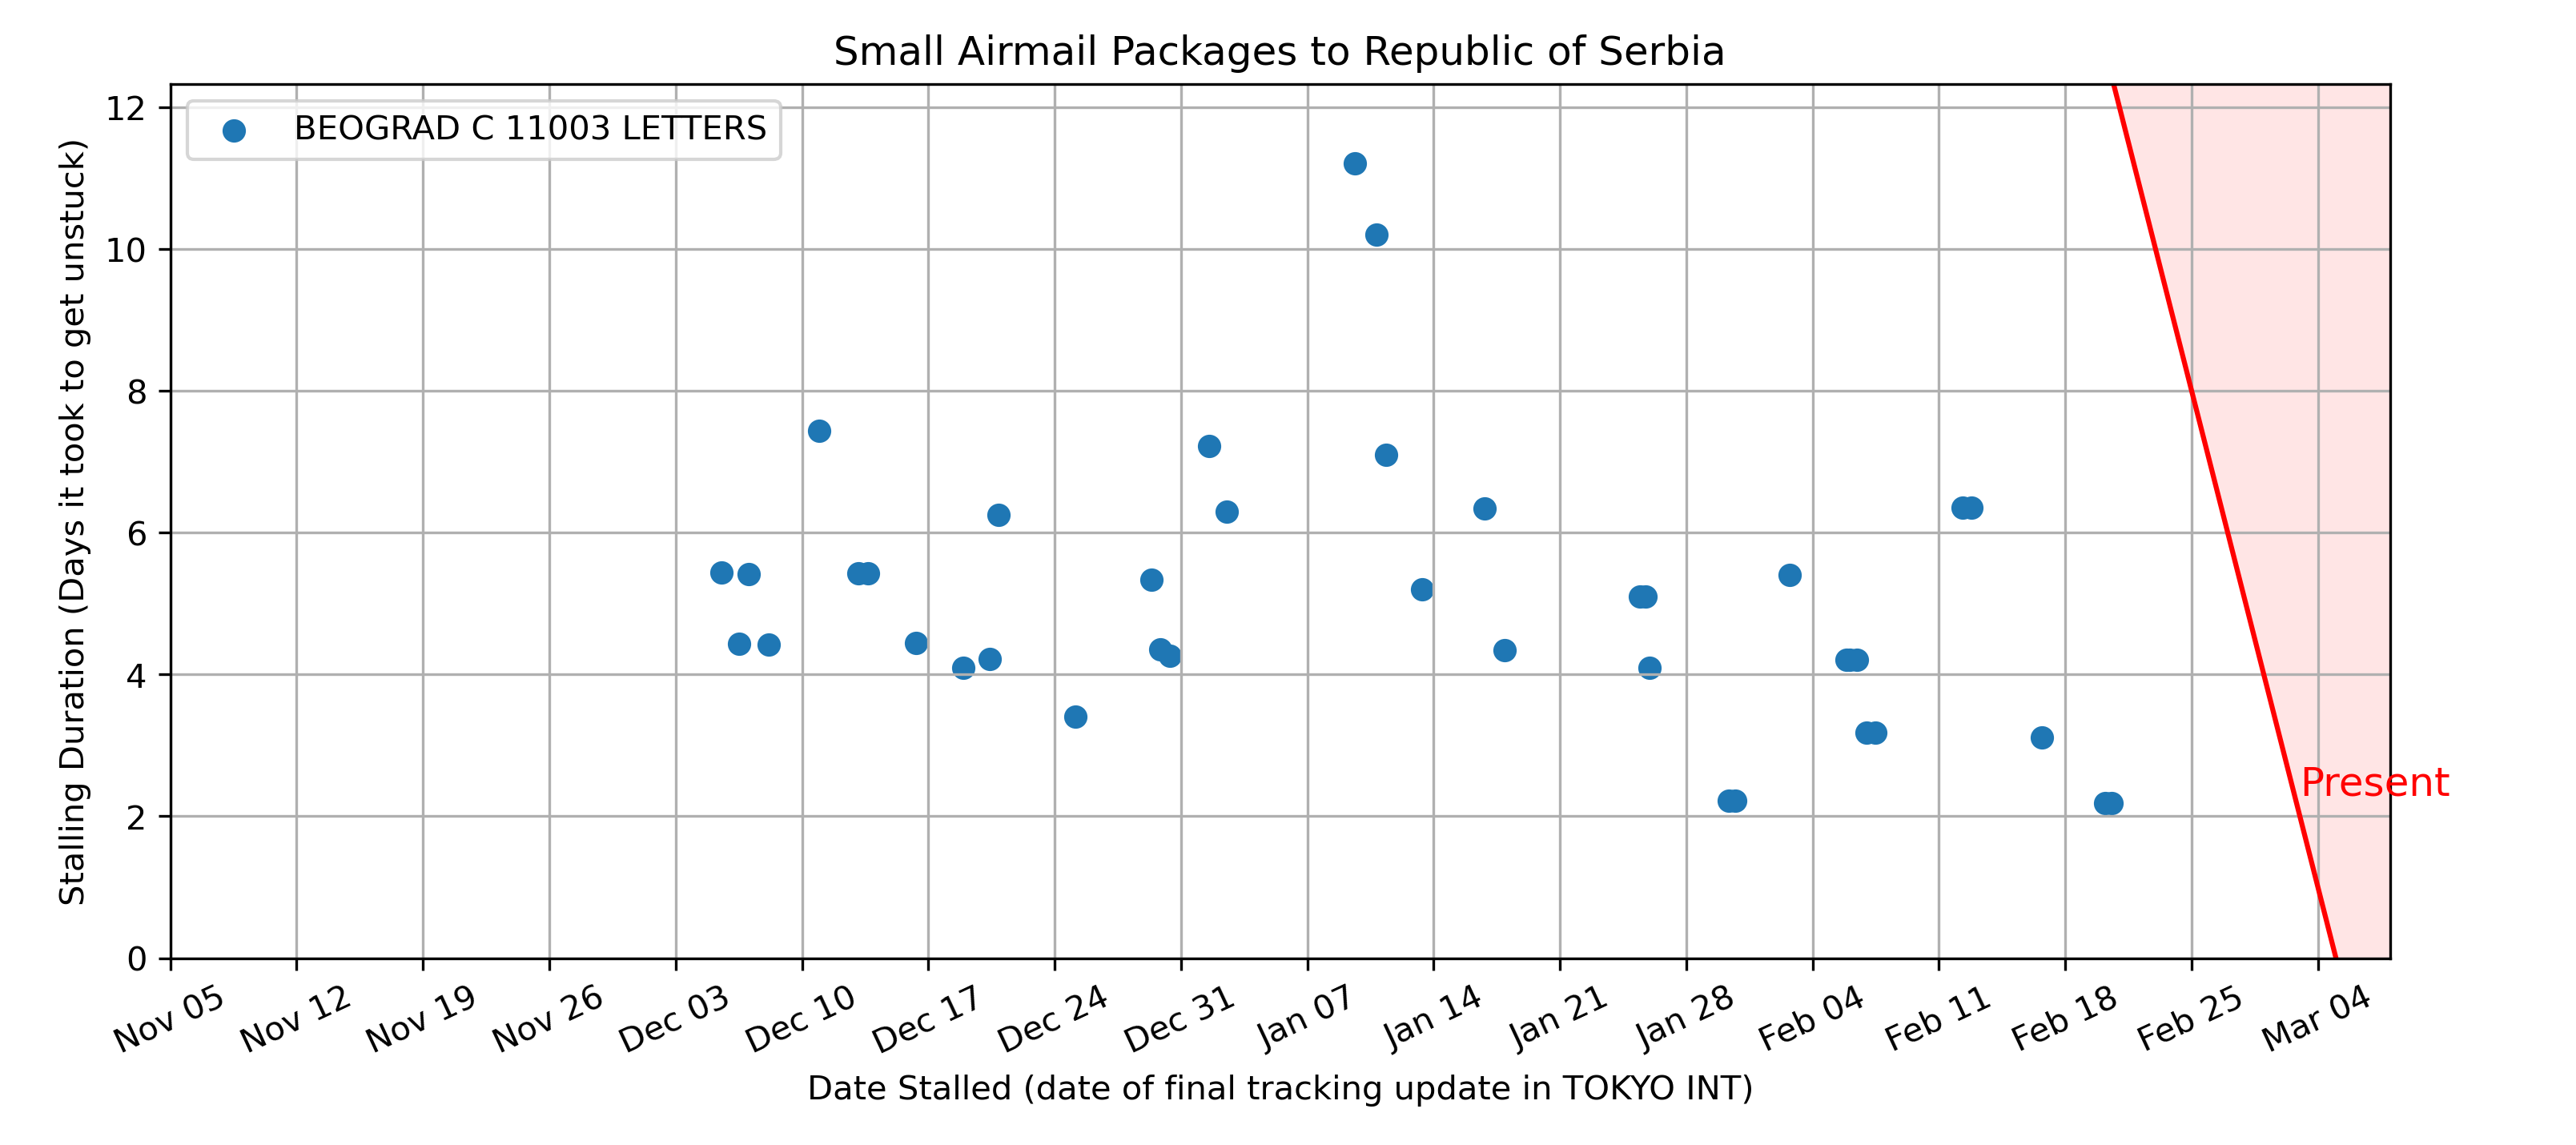 Small Airmail Packages to Republic of Serbia
BEOGRAD C 11003 LETTERS
Stalling Duration (Days it took to get unstuck)
12
10
8
6
4
2
0
Present
Nov 05
Nov 12
Nov 19
Nov 26
Dec 03
Dec 10
Dec 17
Dec 24
Dec 31
Jan 07
Jan 14
Jan 21
Jan 28
Feb 04
Feb 11
Feb 18
Feb 25
Mar 04
Date Stalled (date of final tracking update in TOKYO INT)